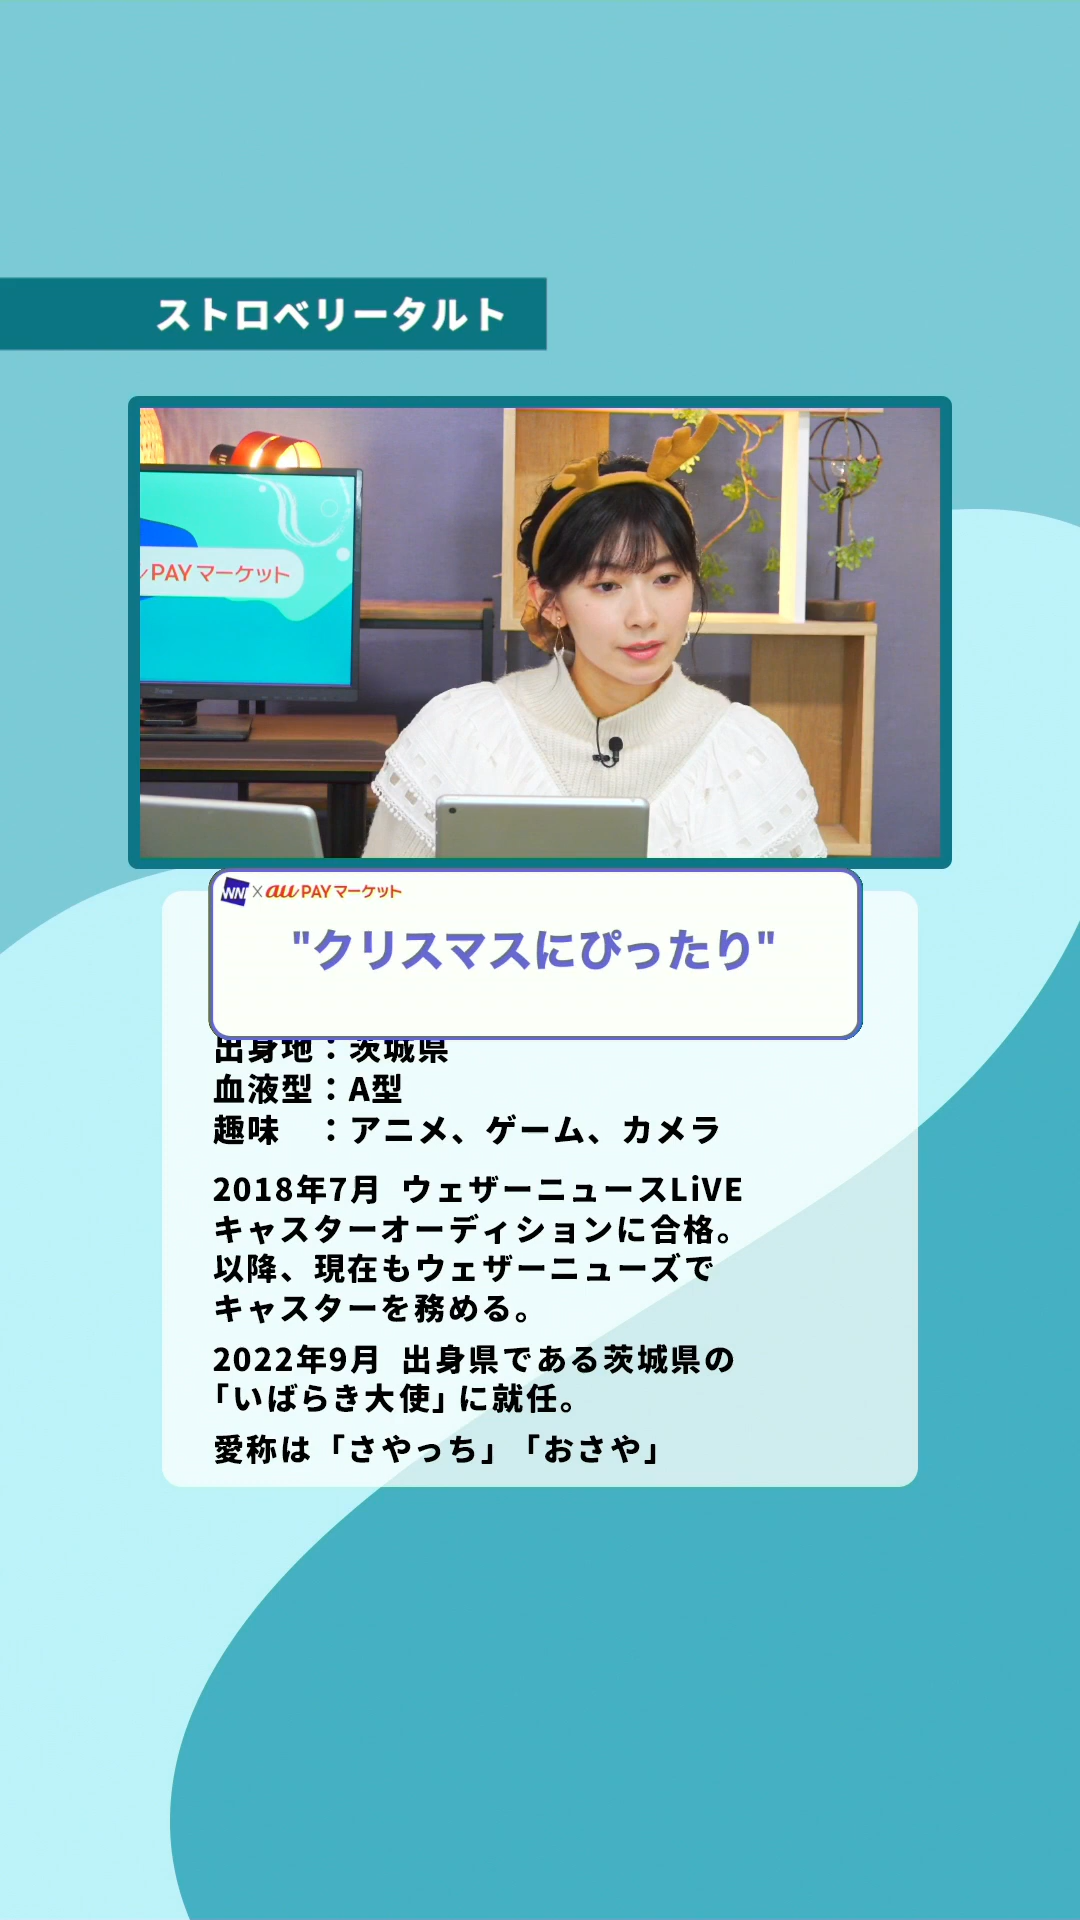 ストロベリータルト
PAY マーケット
WNI × au PAY マーケット
"クリスマスにぴったり"
出身地：茨城県
血液型：A型
趣味　：アニメ、ゲーム、カメラ
2018年7月 ウェザーニュースLiVE
キャスターオーディションに合格。
以降、現在もウェザーニューズで
キャスターを務める。
2022年9月 出身県である茨城県の
「いばらき大使」に就任。
愛称は「さやっち」「おさや」